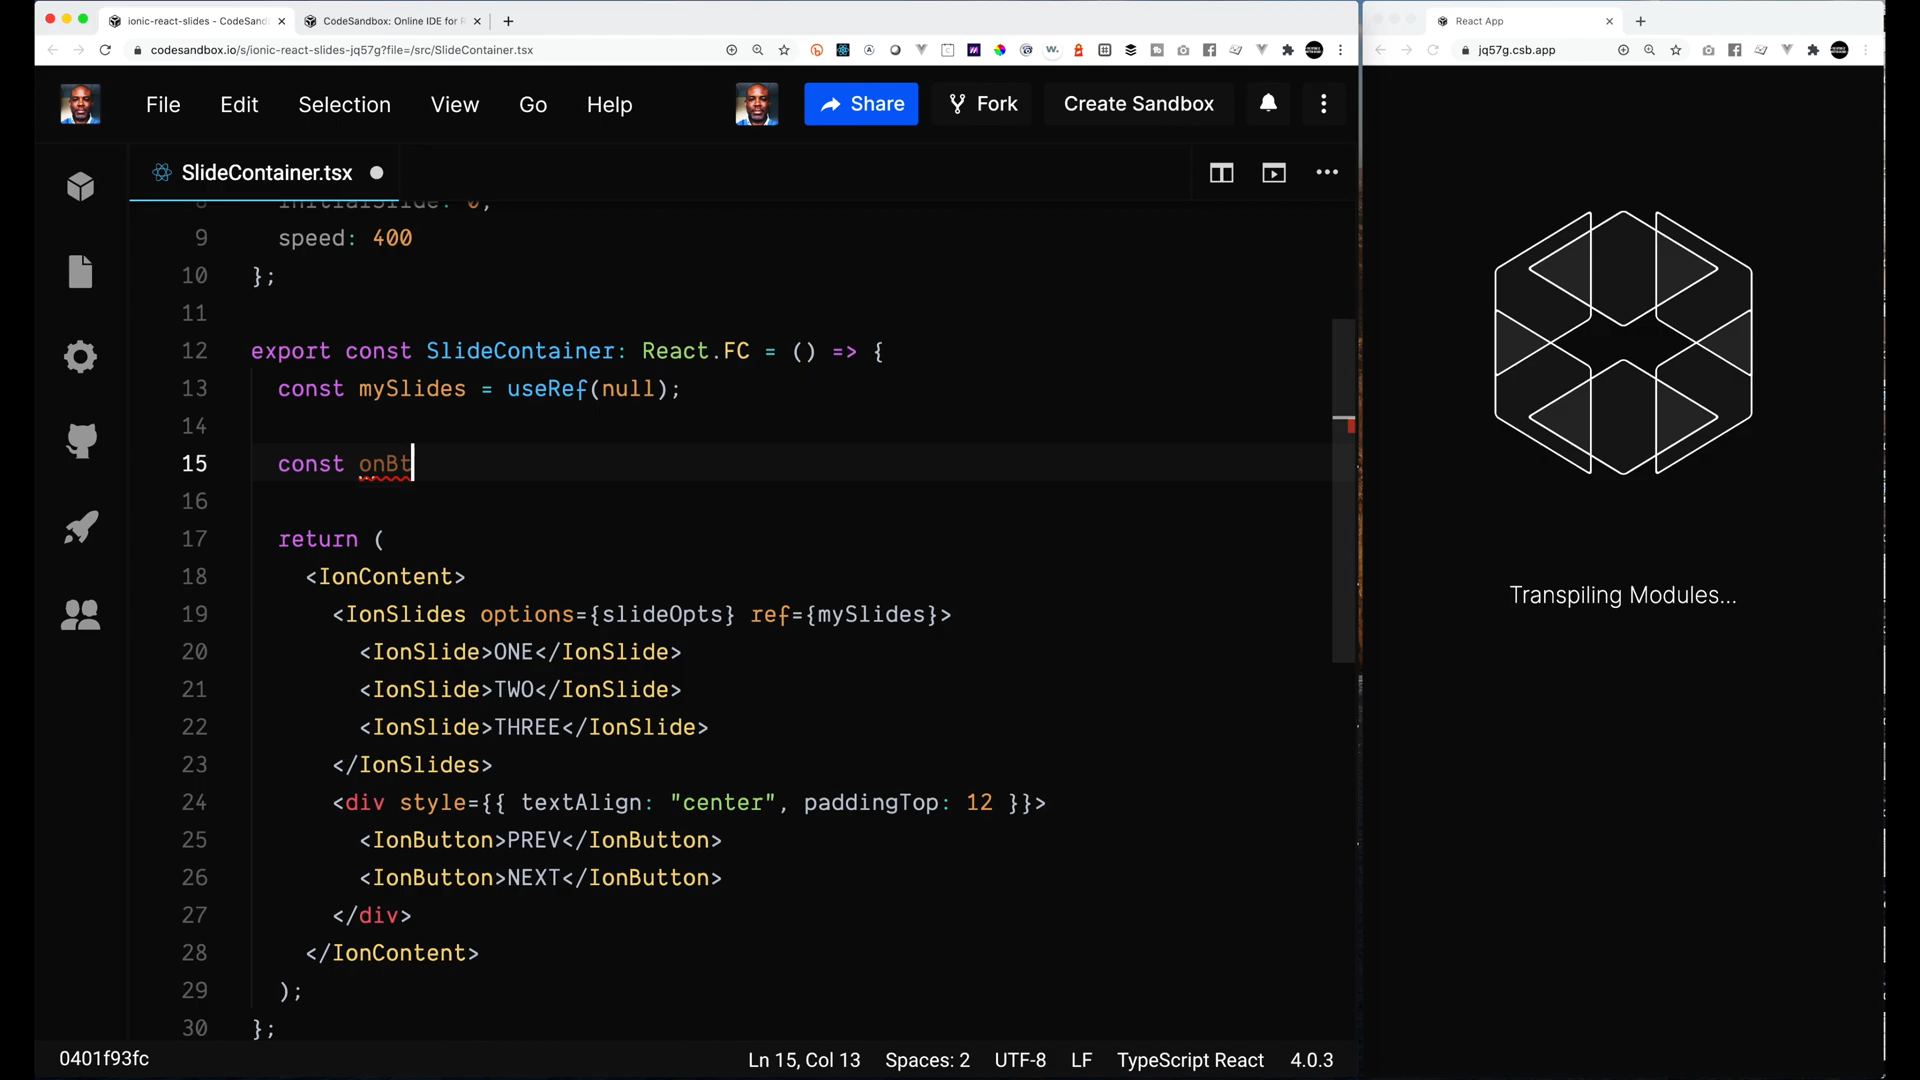 ionic-react-slides - CodeSand
CodeSandbox: Online IDE for R
React App
codesandbox.io/s/ionic-react-slides-jq57g?file=/src/SlideContainer.tsx
jq57g.csb.app
File Edit Selection View Go Help
Share
Fork
Create Sandbox
SlideContainer.tsx
8 initialSlide: 0,
9 speed: 400
10 };
11
12 export const SlideContainer: React.FC = () => {
13 const mySlides = useRef(null);
14
15 const onBt
16
17 return (
18 <IonContent>
19 <IonSlides options={slideOpts} ref={mySlides}>
20 <IonSlide>ONE</IonSlide>
21 <IonSlide>TWO</IonSlide>
22 <IonSlide>THREE</IonSlide>
23 </IonSlides>
24 <div style={{ textAlign: "center", paddingTop: 12 }}>
25 <IonButton>PREV</IonButton>
26 <IonButton>NEXT</IonButton>
27 </div>
28 </IonContent>
29 );
30 };
Transpiling Modules...
0401f93fc
Ln 15, Col 13 Spaces: 2 UTF-8 LF TypeScript React 4.0.3